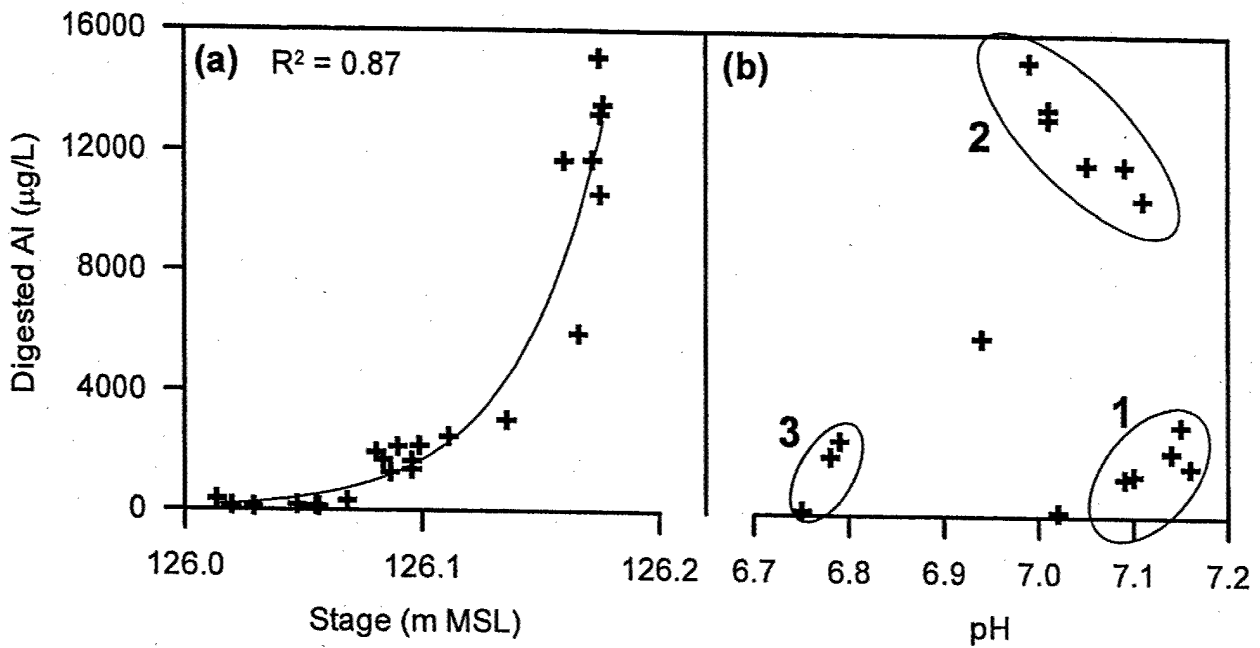 16000
12000
8000
4000
0
Digested Al (µg/L)
(a) R² = 0.87
126.0 126.1 126.2
Stage (m MSL)
(b)
2
3
1
6.7 6.8 6.9 7.0 7.1 7.2
pH